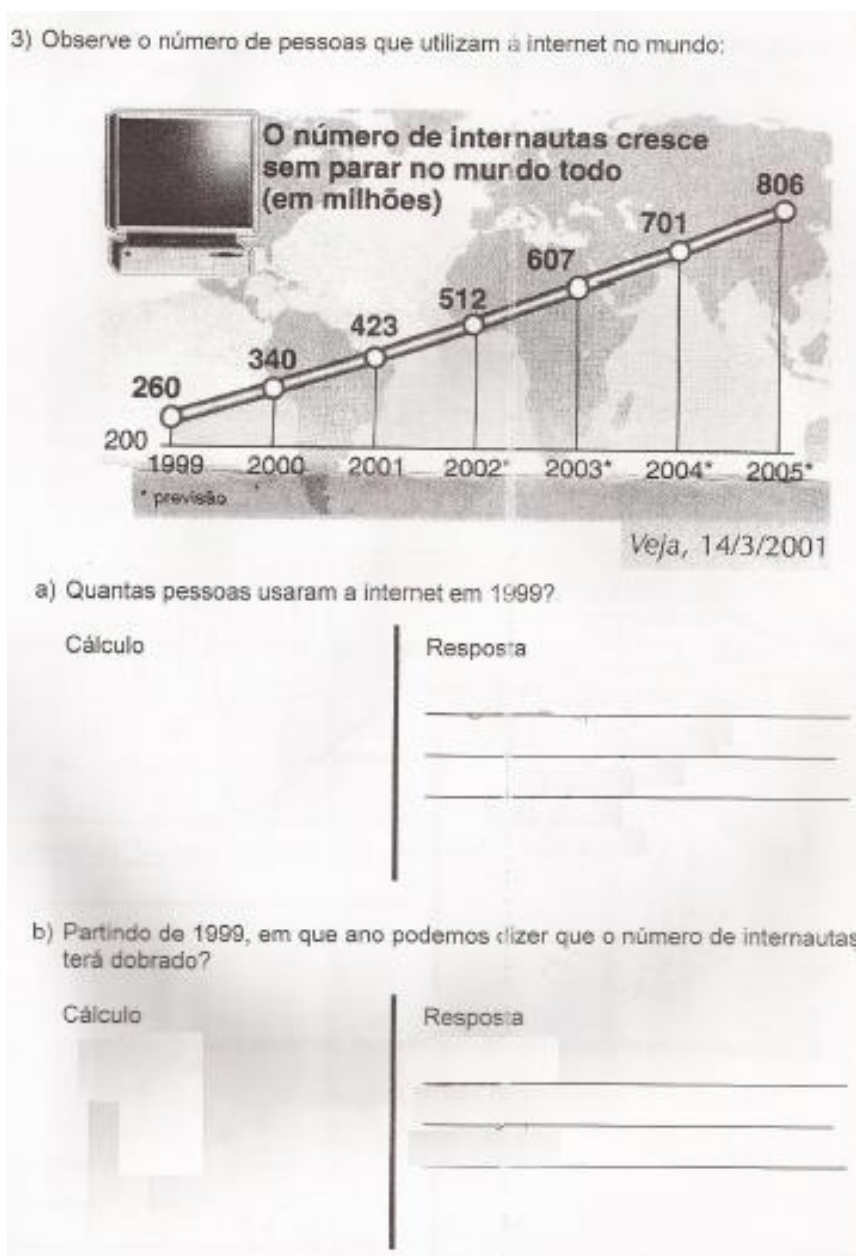 3) Observe o número de pessoas que utilizam a internet no mundo:
O número de internautas cresce
sem parar no mundo todo
(em milhões)
806
701
607
512
423
340
260
200
1999 2000 2001 2002* 2003* 2004* 2005*
* previsão
Veja, 14/3/2001
a) Quantas pessoas usaram a internet em 1999?
Cálculo Resposta
b) Partindo de 1999, em que ano podemos dizer que o número de internautas
terá dobrado?
Cálculo Resposta